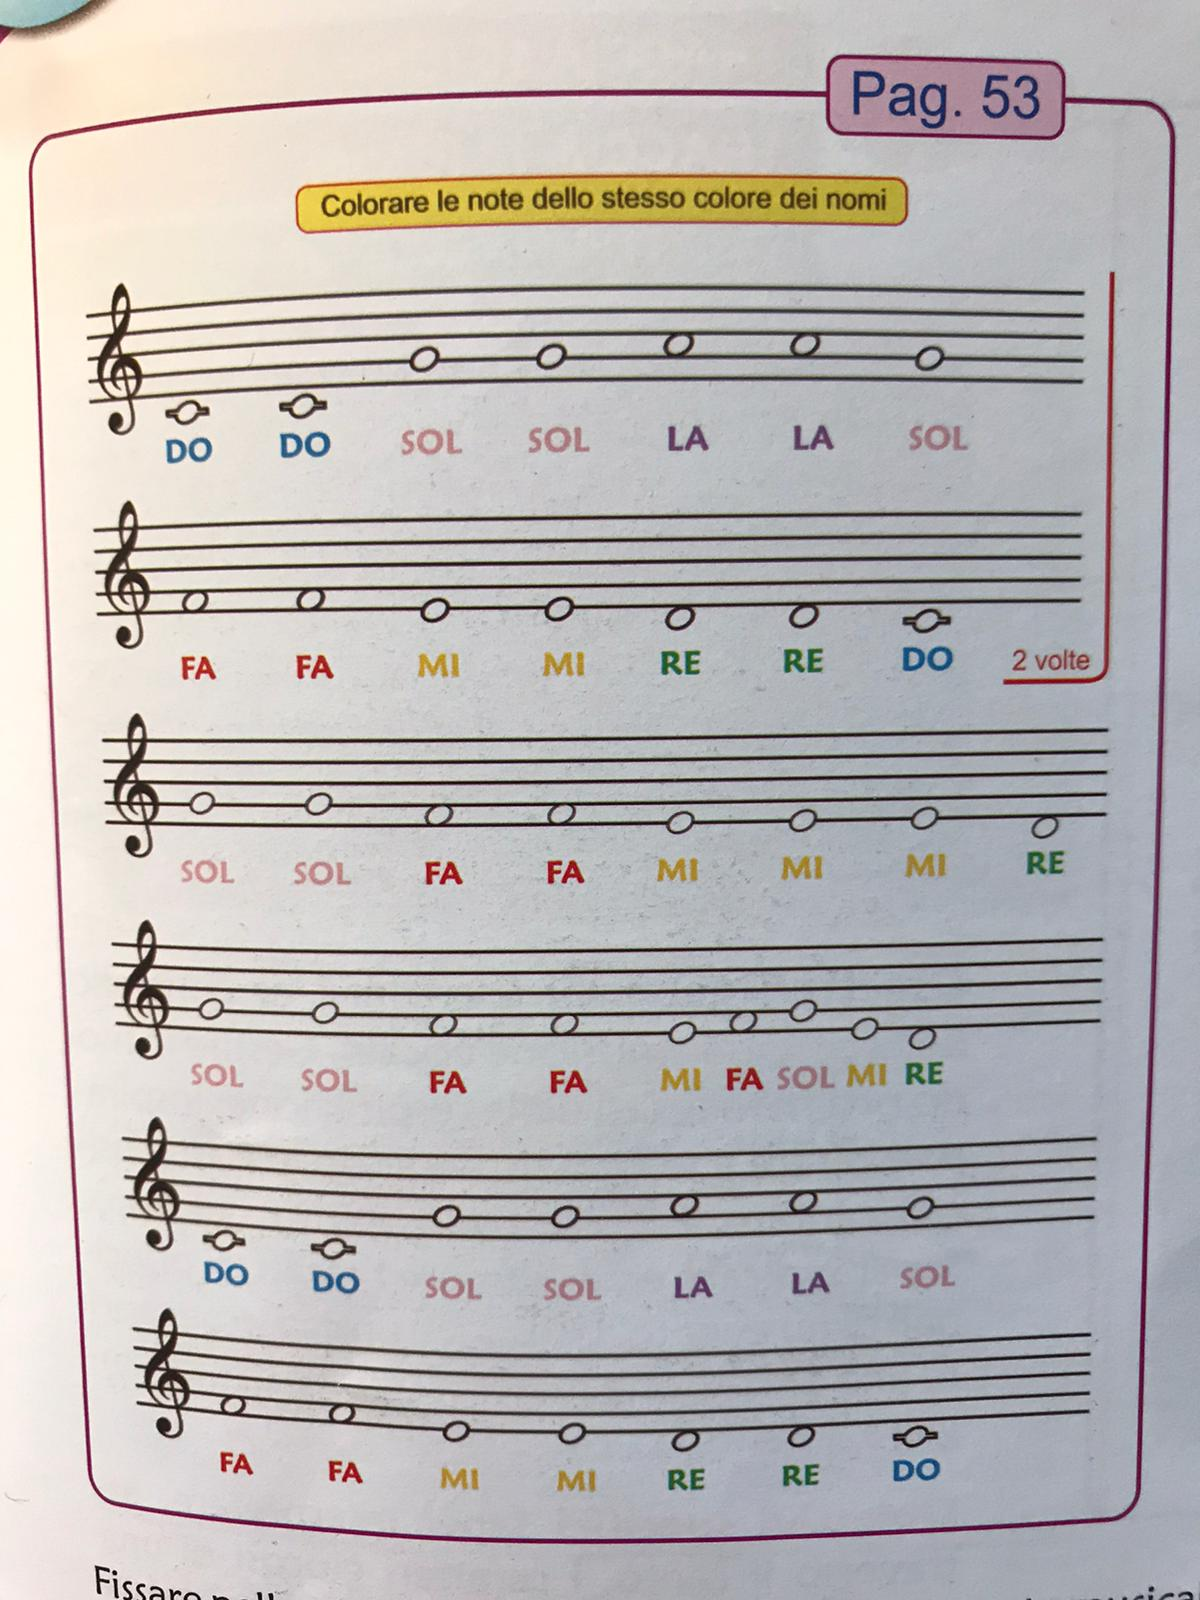 Pag. 53
Colorare le note dello stesso colore dei nomi
DO DO SOL SOL LA LA SOL
FA FA MI MI RE RE DO 2 volte
SOL SOL FA FA MI MI MI RE
SOL SOL FA FA MI FA SOL MI RE
DO DO SOL SOL LA LA SOL
FA FA MI MI RE RE DO
Fissare